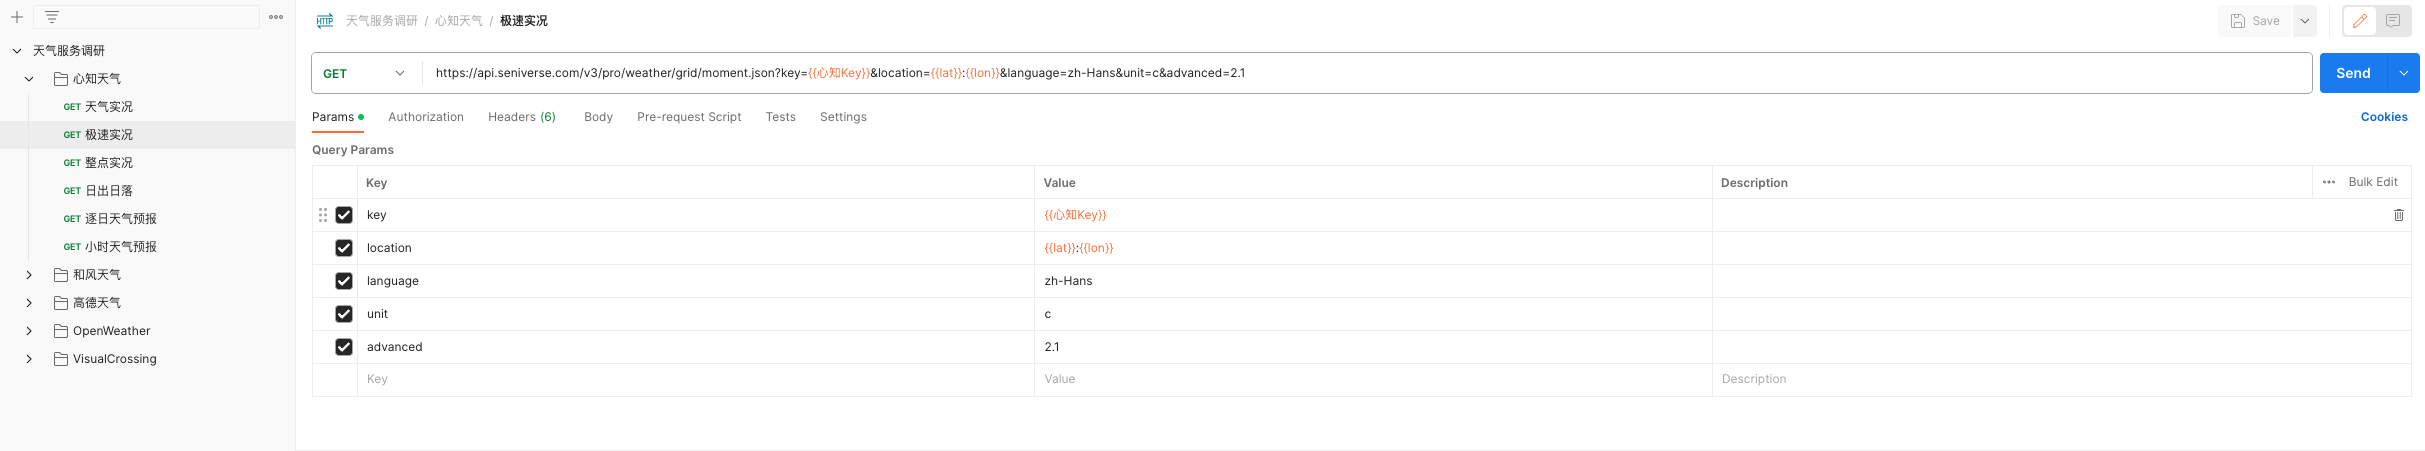 天气服务调研
心知天气
GET 天气实况
GET 极速实况
GET 整点实况
GET 日出日落
GET 逐日天气预报
GET 小时天气预报
和风天气
高德天气
OpenWeather
VisualCrossing
HTTP 天气服务调研 / 心知天气 / 极速实况
Save
GET https://api.seniverse.com/v3/pro/weather/grid/moment.json?key={{心知Key}}&location={{lat}}:{{lon}}&language=zh-Hans&unit=c&advanced=2.1
Send
Params Authorization Headers (6) Body Pre-request Script Tests Settings Cookies
Query Params
Key Value Description Bulk Edit
key {{心知Key}}
location {{lat}}:{{lon}}
language zh-Hans
unit c
advanced 2.1
Key Value Description